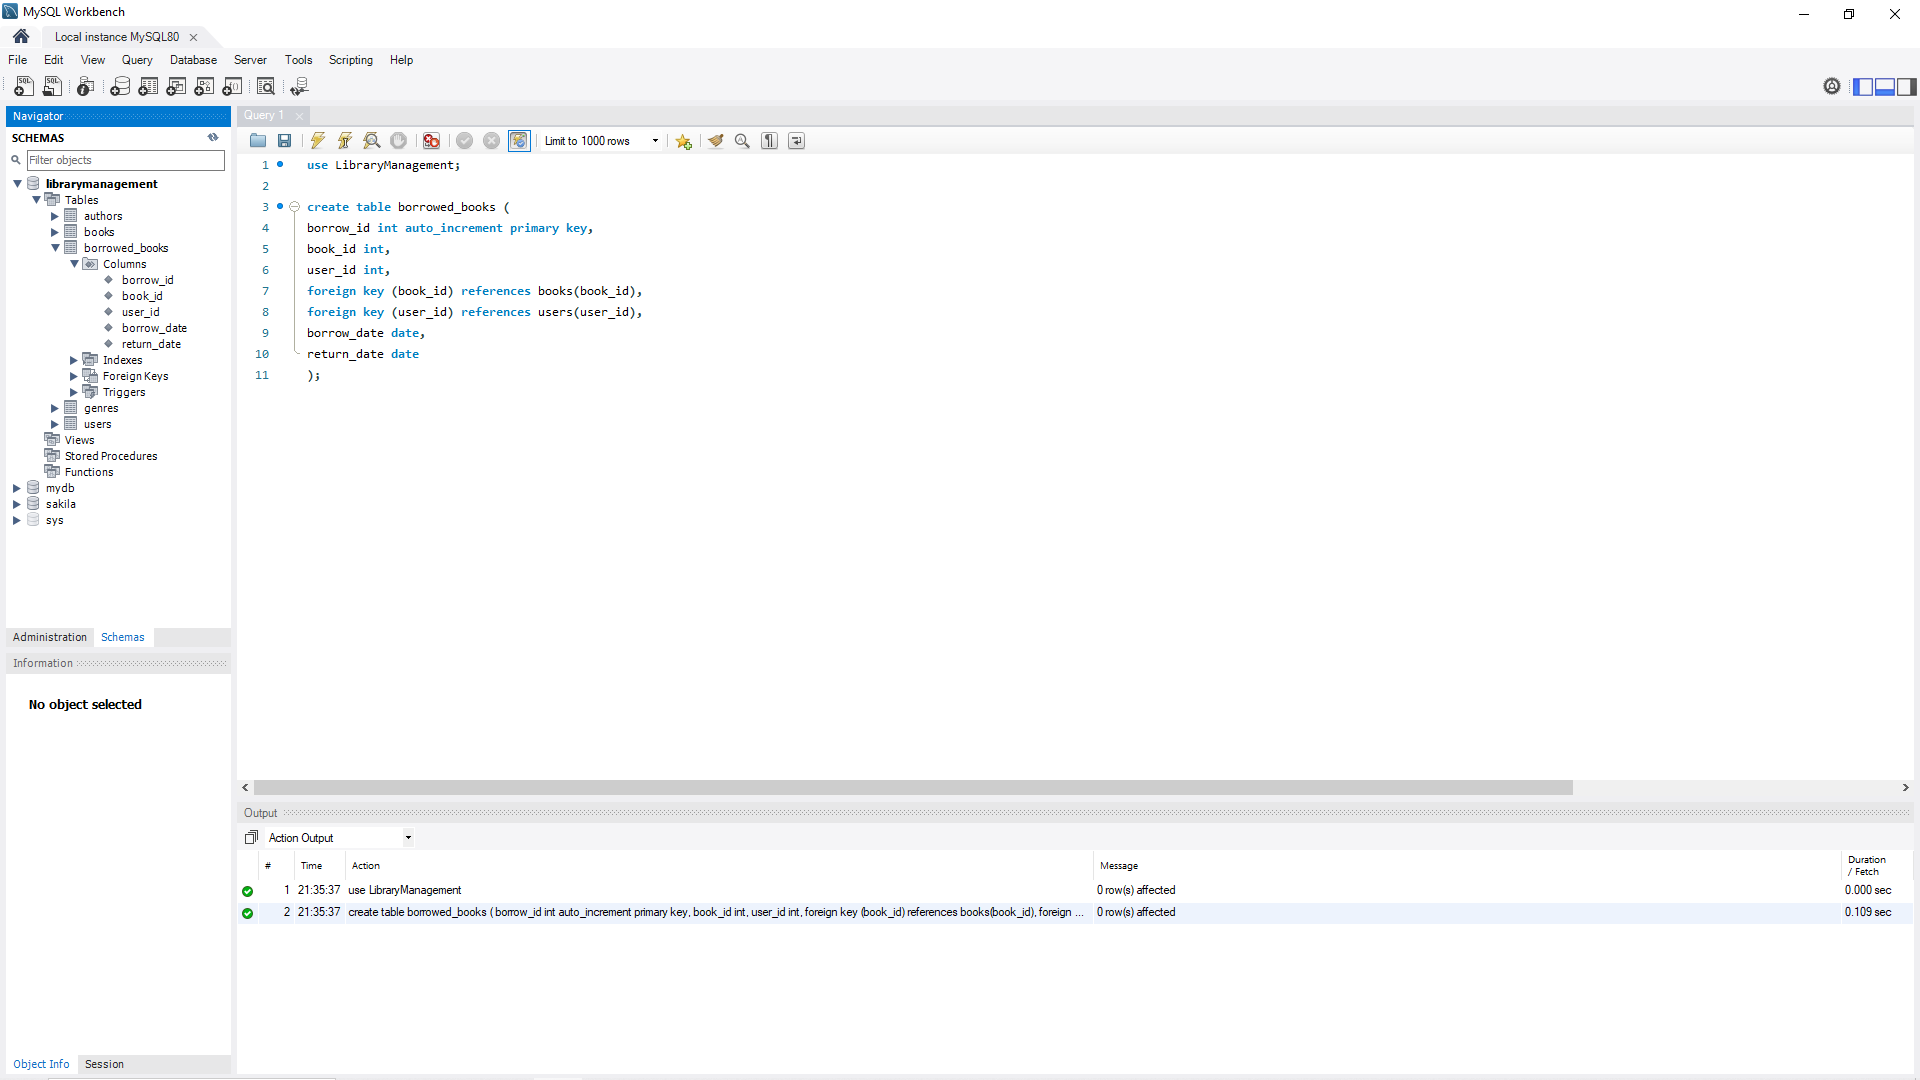 MySQL Workbench
Local instance MySQL80
File Edit View Query Database Server Tools Scripting Help
Navigator
SCHEMAS
Filter objects
librarymanagement
Tables
authors
books
borrowed_books
Columns
borrow_id
book_id
user_id
borrow_date
return_date
Indexes
Foreign Keys
Triggers
genres
users
Views
Stored Procedures
Functions
mydb
sakila
sys
Administration Schemas
Information
No object selected
Object Info Session
Query 1
Limit to 1000 rows
1 use LibraryManagement;
2
3 create table borrowed_books (
4 borrow_id int auto_increment primary key,
5 book_id int,
6 user_id int,
7 foreign key (book_id) references books(book_id),
8 foreign key (user_id) references users(user_id),
9 borrow_date date,
10 return_date date
11 );
Output
Action Output
# Time Action Message Duration / Fetch
1 21:35:37 use LibraryManagement 0 row(s) affected 0.000 sec
2 21:35:37 create table borrowed_books ( borrow_id int auto_increment primary key, book_id int, user_id int, foreign key (book_id) references books(book_id), foreign ... 0 row(s) affected 0.109 sec